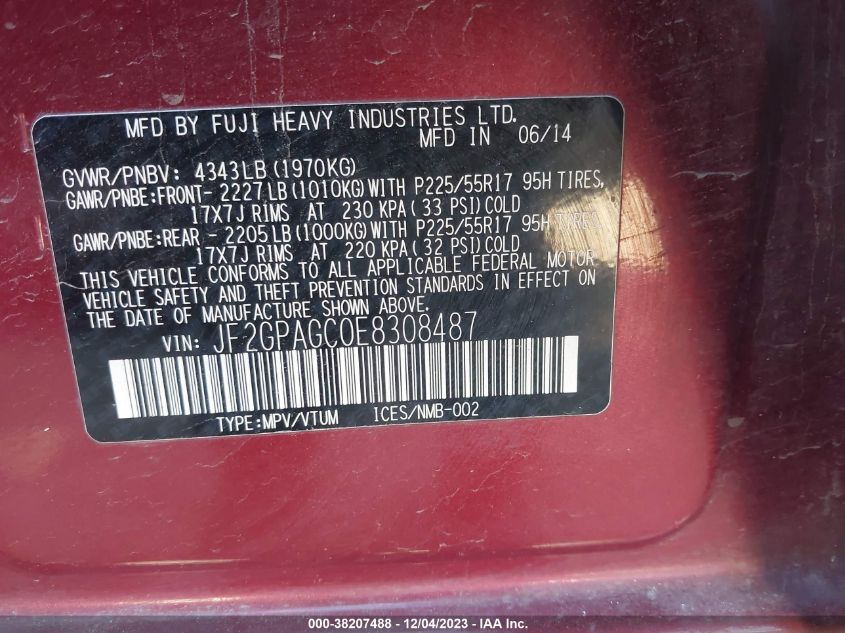 MFD BY FUJI HEAVY INDUSTRIES LTD.
MFD IN 06/14
GVWR/PNBV: 4343LB (1970KG)
GAWR/PNBE:FRONT- 2227LB (1010KG) WITH P225/55R17 95H TIRES,
17X7J RIMS AT 230 KPA ( 33 PSI) COLD
GAWR/PNBE:REAR - 2205LB (1000KG) WITH P225/55R17 95H TIRES,
17X7J RIMS AT 220 KPA ( 32 PSI) COLD
THIS VEHICLE CONFORMS TO ALL APPLICABLE FEDERAL MOTOR
VEHICLE SAFETY AND THEFT PREVENTION STANDARDS IN EFFECT ON
THE DATE OF MANUFACTURE SHOWN ABOVE.
VIN: JF2GPAGC0E8308487
TYPE:MPV/VTUM ICES/NMB-002
000-38207488 - 12/04/2023 - IAA Inc.